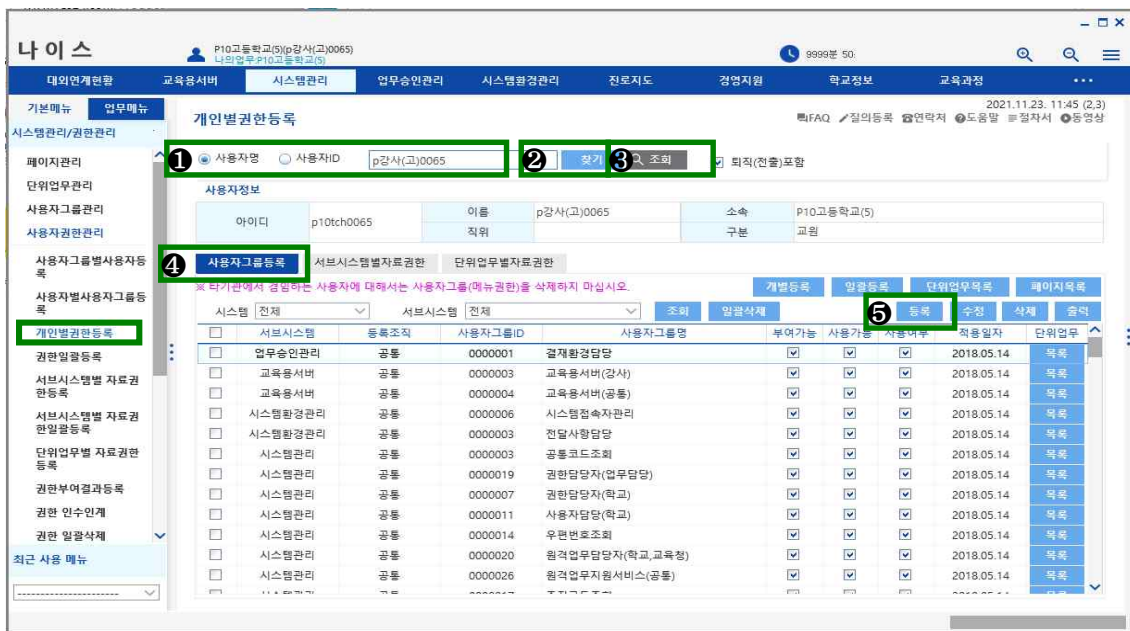 나이스
P10고등학교(5)(p강사(고)0065)
나의업무:P10고등학교(5)
9999분 50
대외연계현황 교육용서버 시스템관리 업무승인관리 시스템환경관리 진로지도 경영지원 학교정보 교육과정 ···
기본메뉴 업무메뉴
시스템관리/권한관리
페이지관리
단위업무관리
사용자그룹관리
사용자권한관리
사용자그룹별사용자등
록
사용자별사용자그룹등
록
개인별권한등록
권한일괄등록
서브시스템별 자료권
한등록
서브시스템별 자료권
한일괄등록
단위업무별 자료권한
등록
권한부여결과등록
권한 인수인계
권한 일괄삭제
최근 사용 메뉴
----------------------
개인별권한등록
2021.11.23. 11:45 (2,3)
FAQ 질의등록 연락처 도움말 절차서 동영상
❶ 사용자명 사용자ID p강사(고)0065 ❷ 찾기 ❸ 조회 퇴직(전출)포함
사용자정보
아이디 p10tch0065 이름 p강사(고)0065 소속 P10고등학교(5)
직위 구분 교원
❹ 사용자그룹등록 서브시스템별자료권한 단위업무별자료권한
※ 타기관에서 겸임하는 사용자에 대해서는 사용자그룹(메뉴권한)을 삭제하지 마십시오. 개별등록 일괄등록 단위업무목록 페이지목록
시스템 전체 서브시스템 전체 조회 일괄삭제 ❺ 등록 수정 삭제 출력
서브시스템 등록조직 사용자그룹ID 사용자그룹명 부여가능 사용가능 사용여부 적용일자 단위업무
업무승인관리 공통 0000001 결재환경담당 2018.05.14 목록
교육용서버 공통 0000003 교육용서버(강사) 2018.05.14 목록
교육용서버 공통 0000004 교육용서버(공통) 2018.05.14 목록
시스템환경관리 공통 0000006 시스템접속자관리 2018.05.14 목록
시스템환경관리 공통 0000003 전달사항담당 2018.05.14 목록
시스템관리 공통 0000003 공통코드조회 2018.05.14 목록
시스템관리 공통 0000019 권한담당자(업무담당) 2018.05.14 목록
시스템관리 공통 0000007 권한담당자(학교) 2018.05.14 목록
시스템관리 공통 0000011 사용자담당(학교) 2018.05.14 목록
시스템관리 공통 0000014 우편번호조회 2018.05.14 목록
시스템관리 공통 0000020 원격업무담당자(학교,교육청) 2018.05.14 목록
시스템관리 공통 0000026 원격업무지원서비스(공통) 2018.05.14 목록